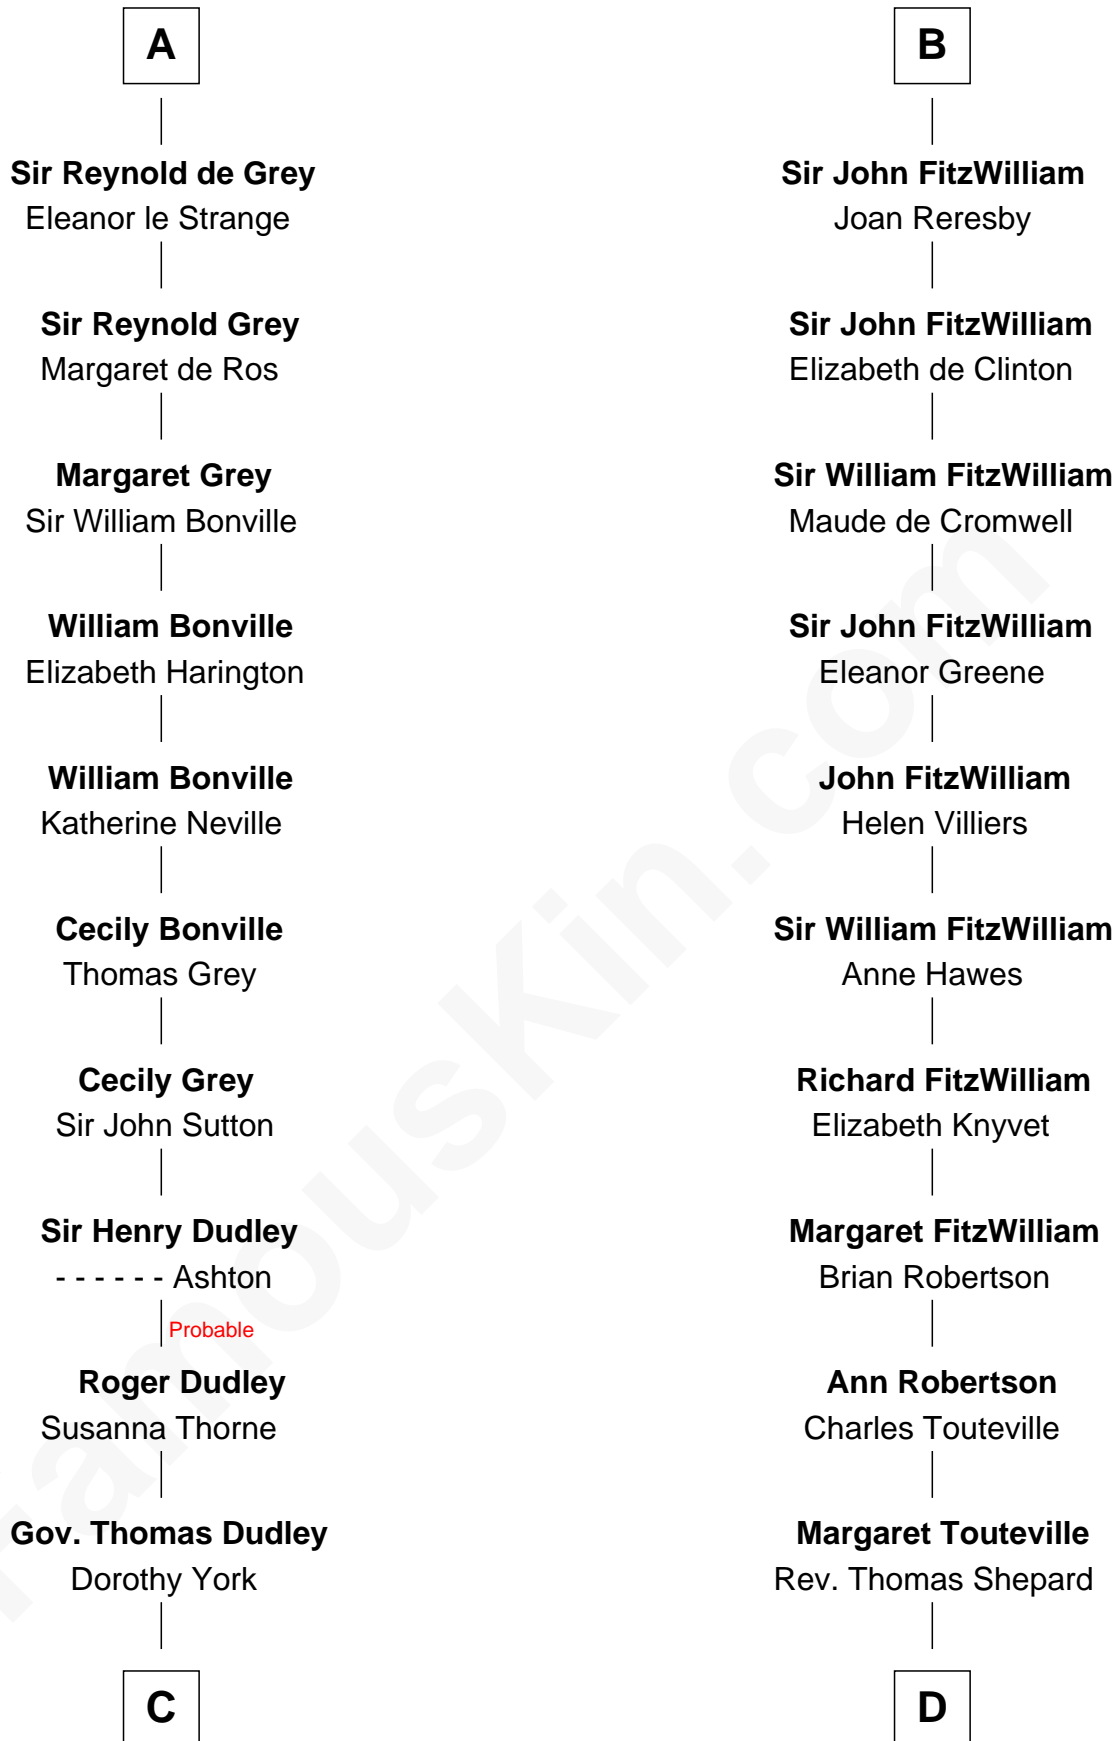 A
Sir Reynold de Grey
Eleanor le Strange
Sir Reynold Grey
Margaret de Ros
Margaret Grey
Sir William Bonville
William Bonville
Elizabeth Harington
William Bonville
Katherine Neville
Cecily Bonville
Thomas Grey
Cecily Grey
Sir John Sutton
Sir Henry Dudley
- - - - - - Ashton
Probable
Roger Dudley
Susanna Thorne
Gov. Thomas Dudley
Dorothy York
C
B
Sir John FitzWilliam
Joan Reresby
Sir John FitzWilliam
Elizabeth de Clinton
Sir William FitzWilliam
Maude de Cromwell
Sir John FitzWilliam
Eleanor Greene
John FitzWilliam
Helen Villiers
Sir William FitzWilliam
Anne Hawes
Richard FitzWilliam
Elizabeth Knyvet
Margaret FitzWilliam
Brian Robertson
Ann Robertson
Charles Touteville
Margaret Touteville
Rev. Thomas Shepard
D
FamousKin.com